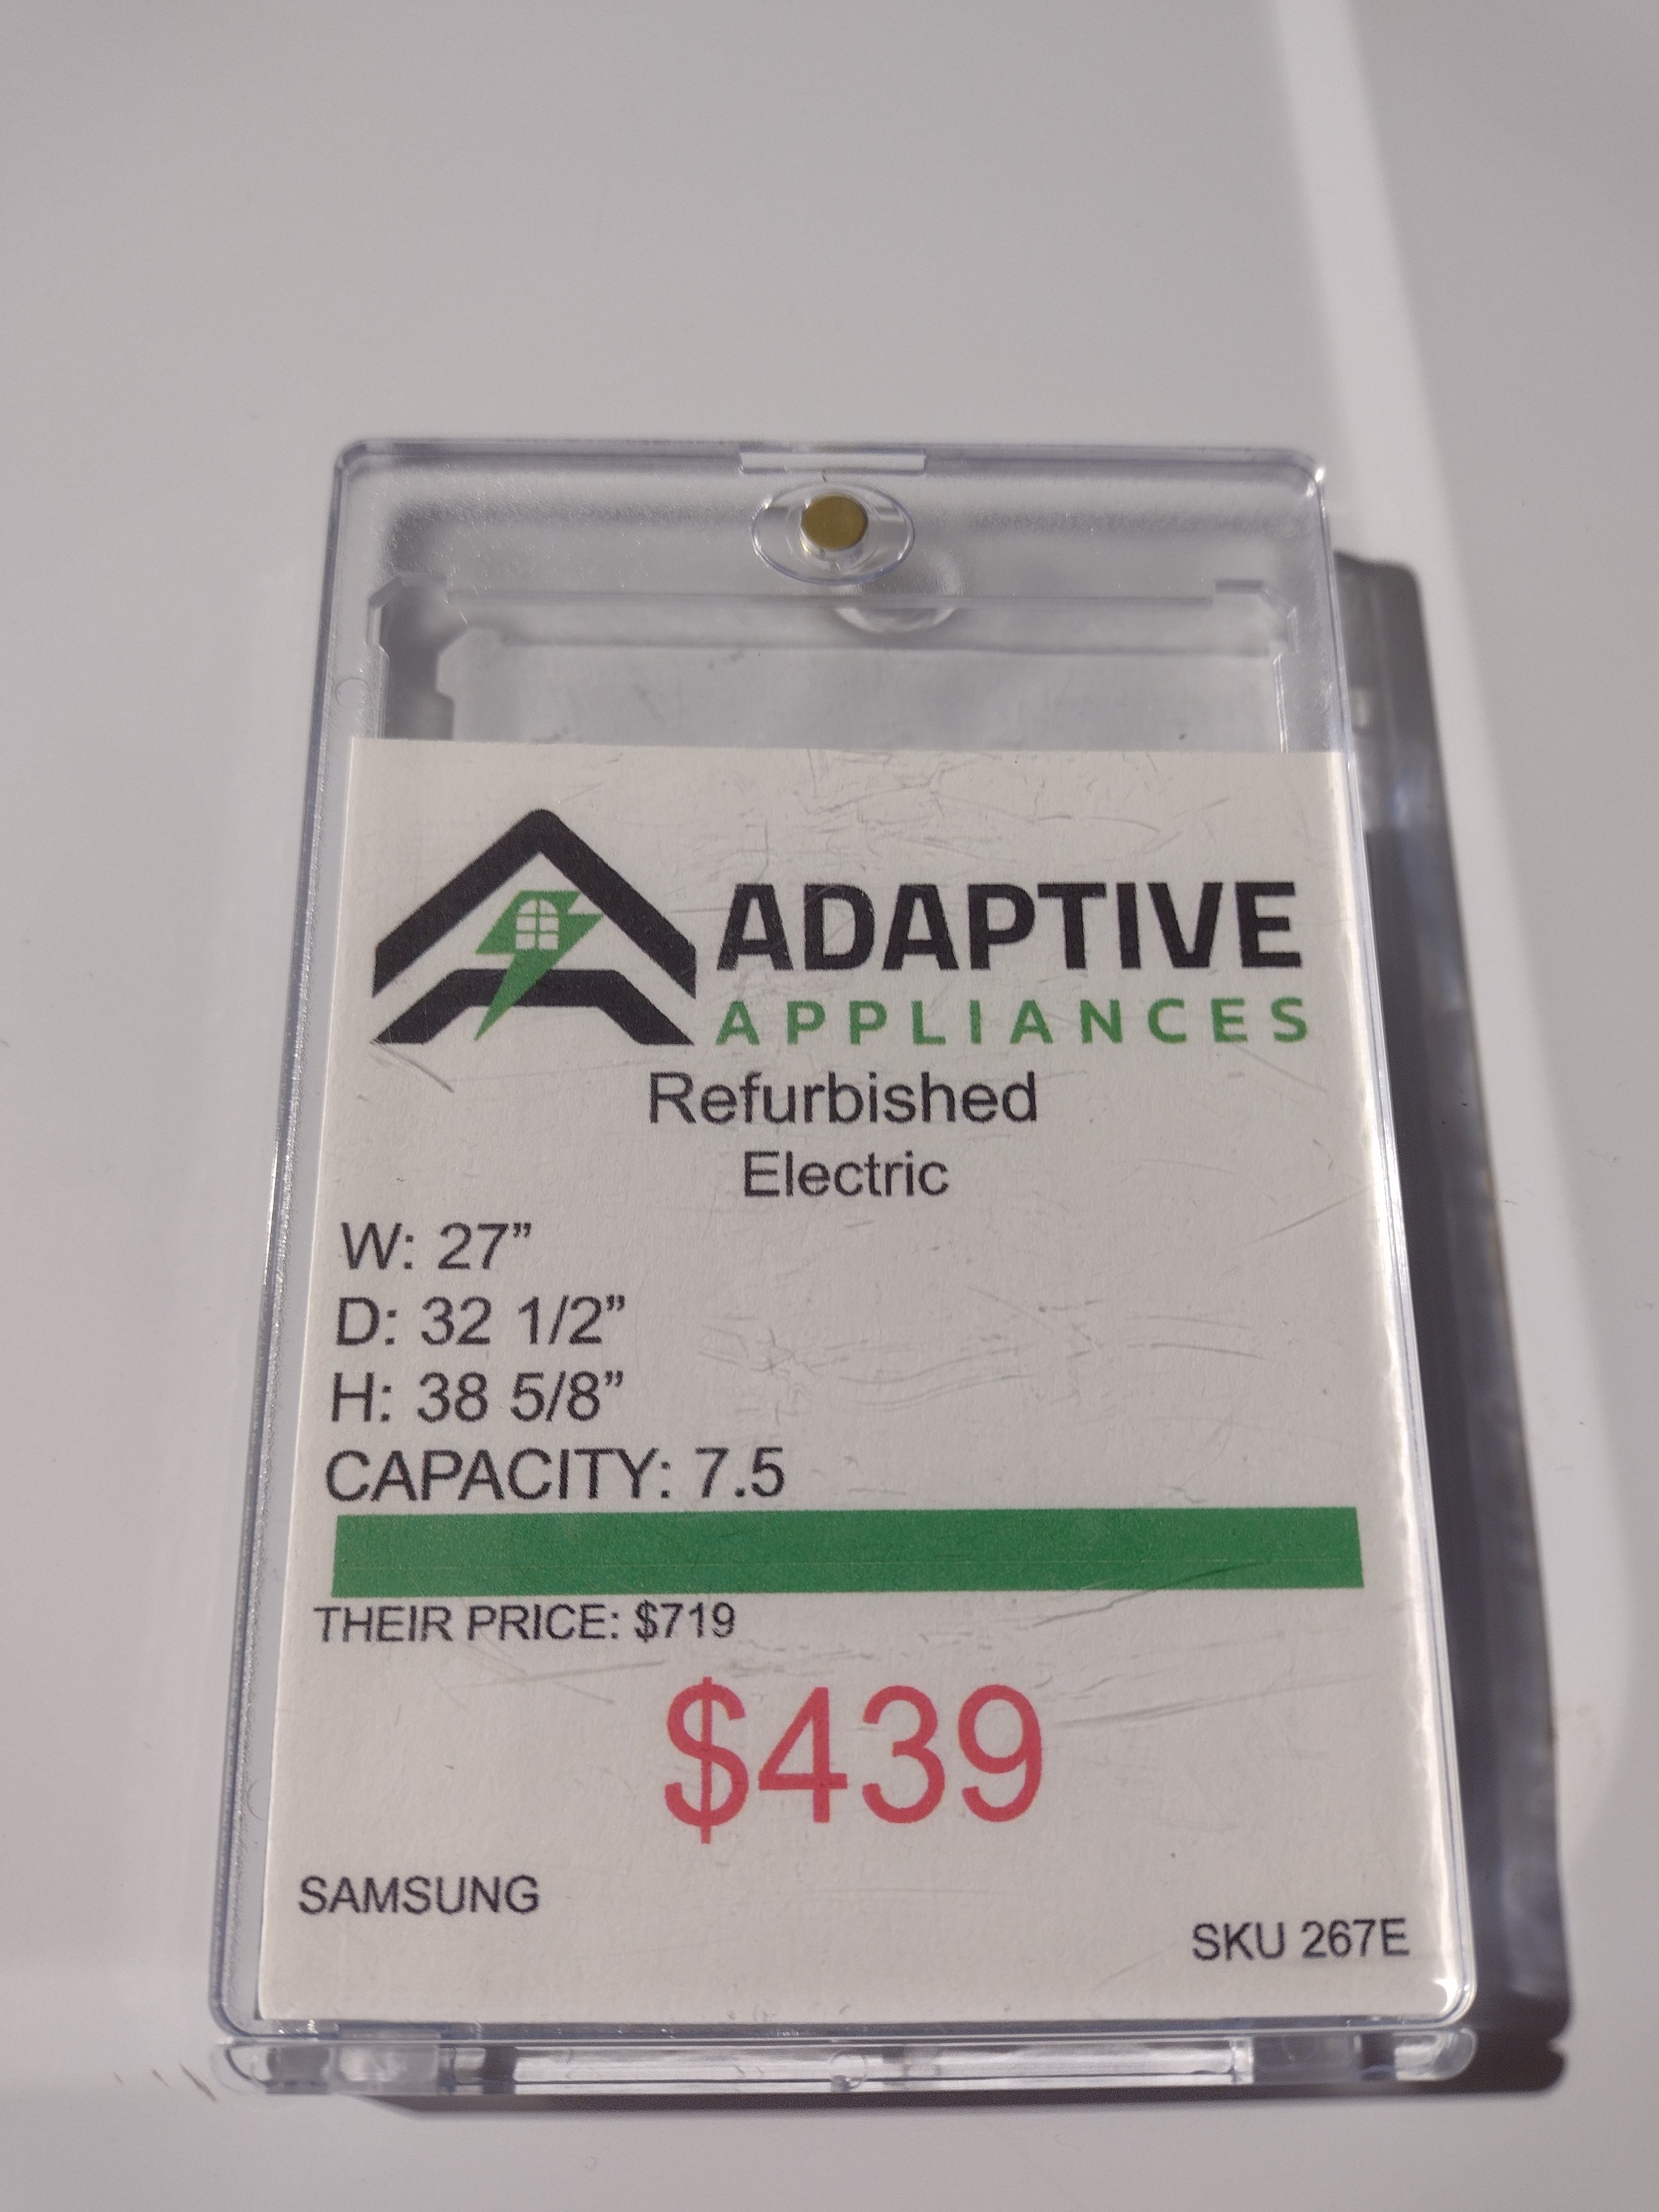 ADAPTIVE
APPLIANCES
Refurbished
Electric
W: 27”
D: 32 1/2”
H: 38 5/8”
CAPACITY: 7.5
THEIR PRICE: $719
$439
SAMSUNG
SKU 267E